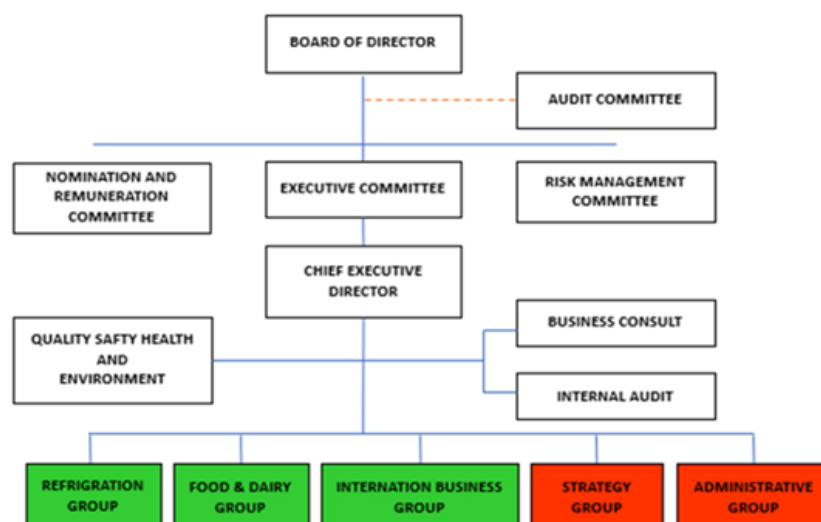 BOARD OF DIRECTOR
AUDIT COMMITTEE
NOMINATION AND
REMUNERATION
COMMITTEE
EXECUTIVE COMMITTEE
RISK MANAGEMENT
COMMITTEE
CHIEF EXECUTIVE
DIRECTOR
QUALITY SAFTY HEALTH
AND
ENVIRONMENT
BUSINESS CONSULT
INTERNAL AUDIT
REFRIGRATION
GROUP
FOOD & DAIRY
GROUP
INTERNATION BUSINESS
GROUP
STRATEGY
GROUP
ADMINISTRATIVE
GROUP